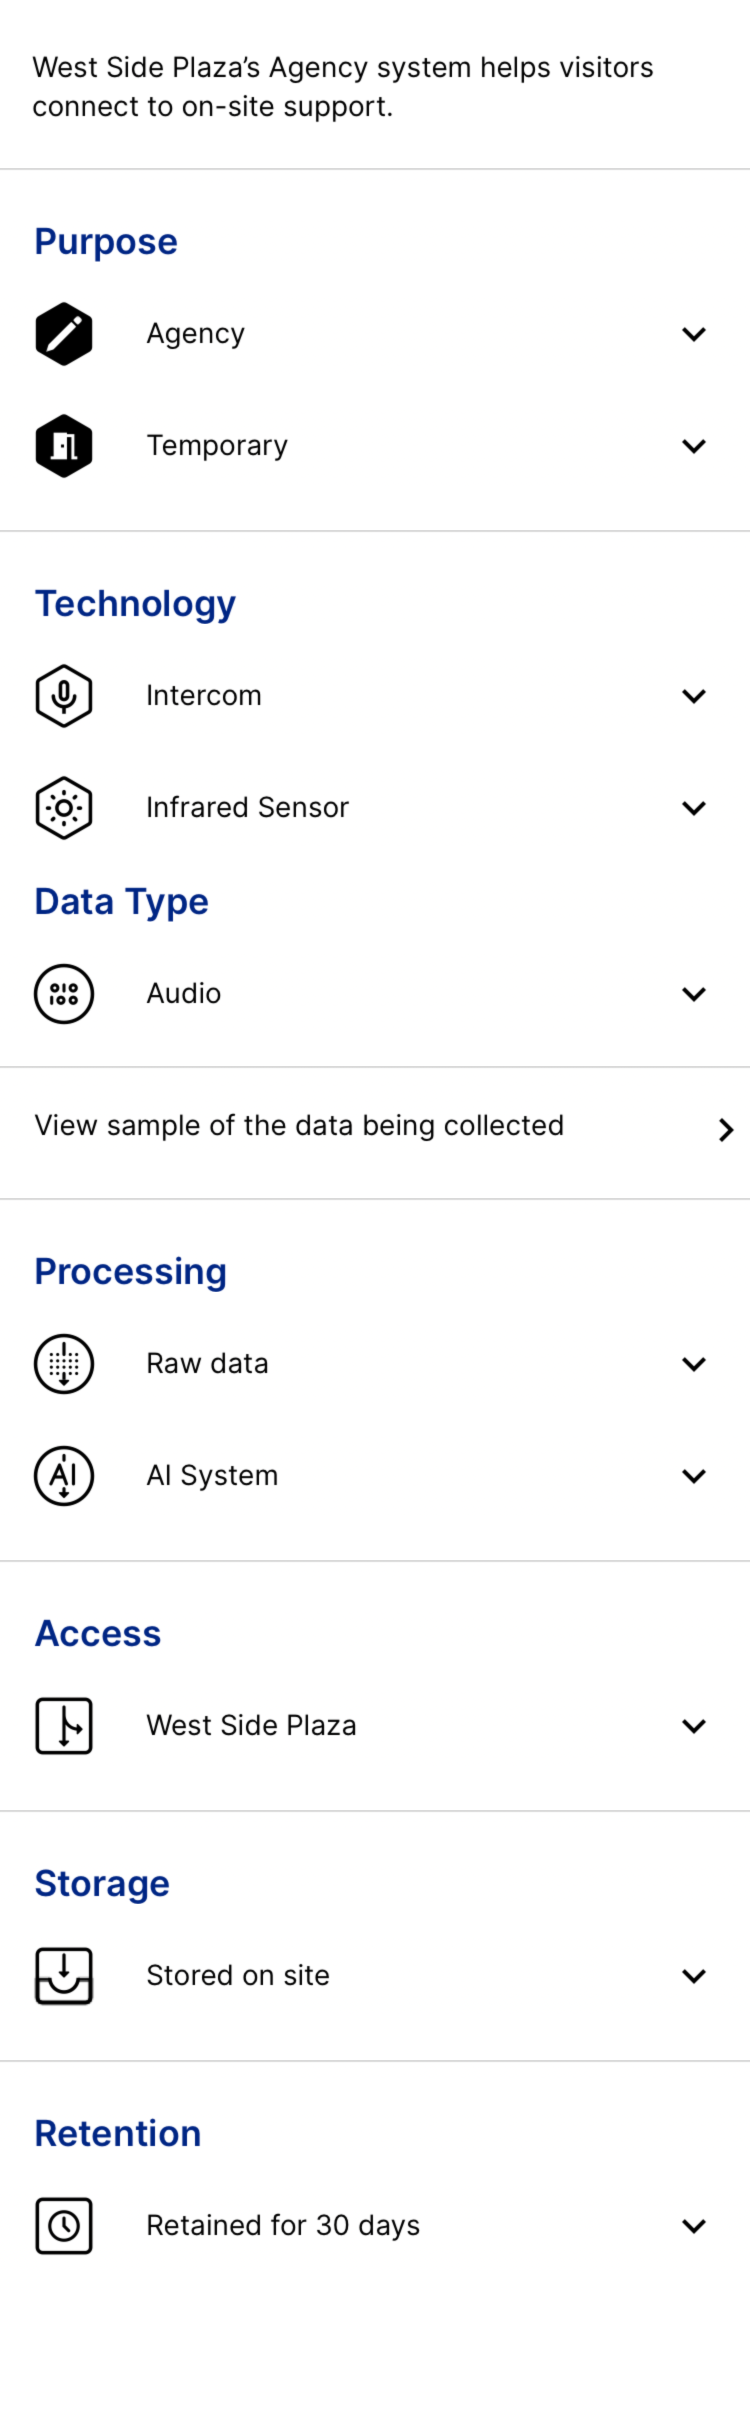 West Side Plaza’s Agency system helps visitors
connect to on-site support.
Purpose
Agency
Temporary
Technology
Intercom
Infrared Sensor
Data Type
Audio
View sample of the data being collected
Processing
Raw data
AI
AI System
Access
West Side Plaza
Storage
Stored on site
Retention
Retained for 30 days